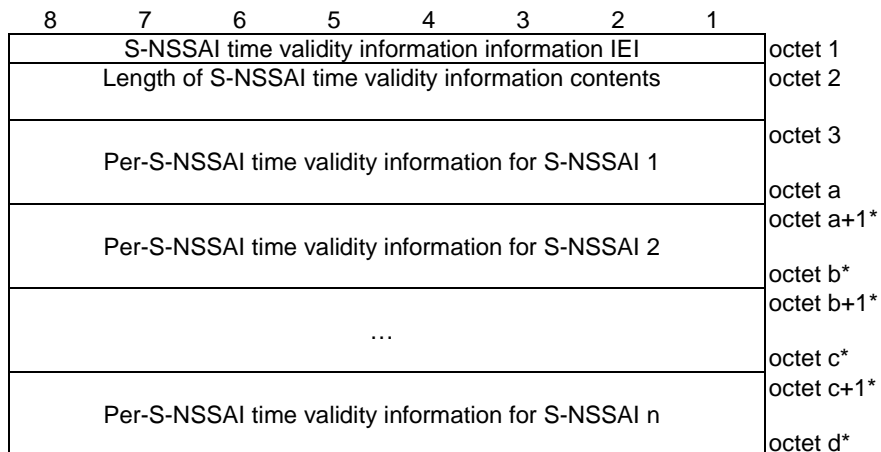 8 7 6 5 4 3 2 1
S-NSSAI time validity information information IEI octet 1
Length of S-NSSAI time validity information contents octet 2
octet 3
Per-S-NSSAI time validity information for S-NSSAI 1
octet a
octet a+1*
Per-S-NSSAI time validity information for S-NSSAI 2
octet b*
octet b+1*
…
octet c*
octet c+1*
Per-S-NSSAI time validity information for S-NSSAI n
octet d*